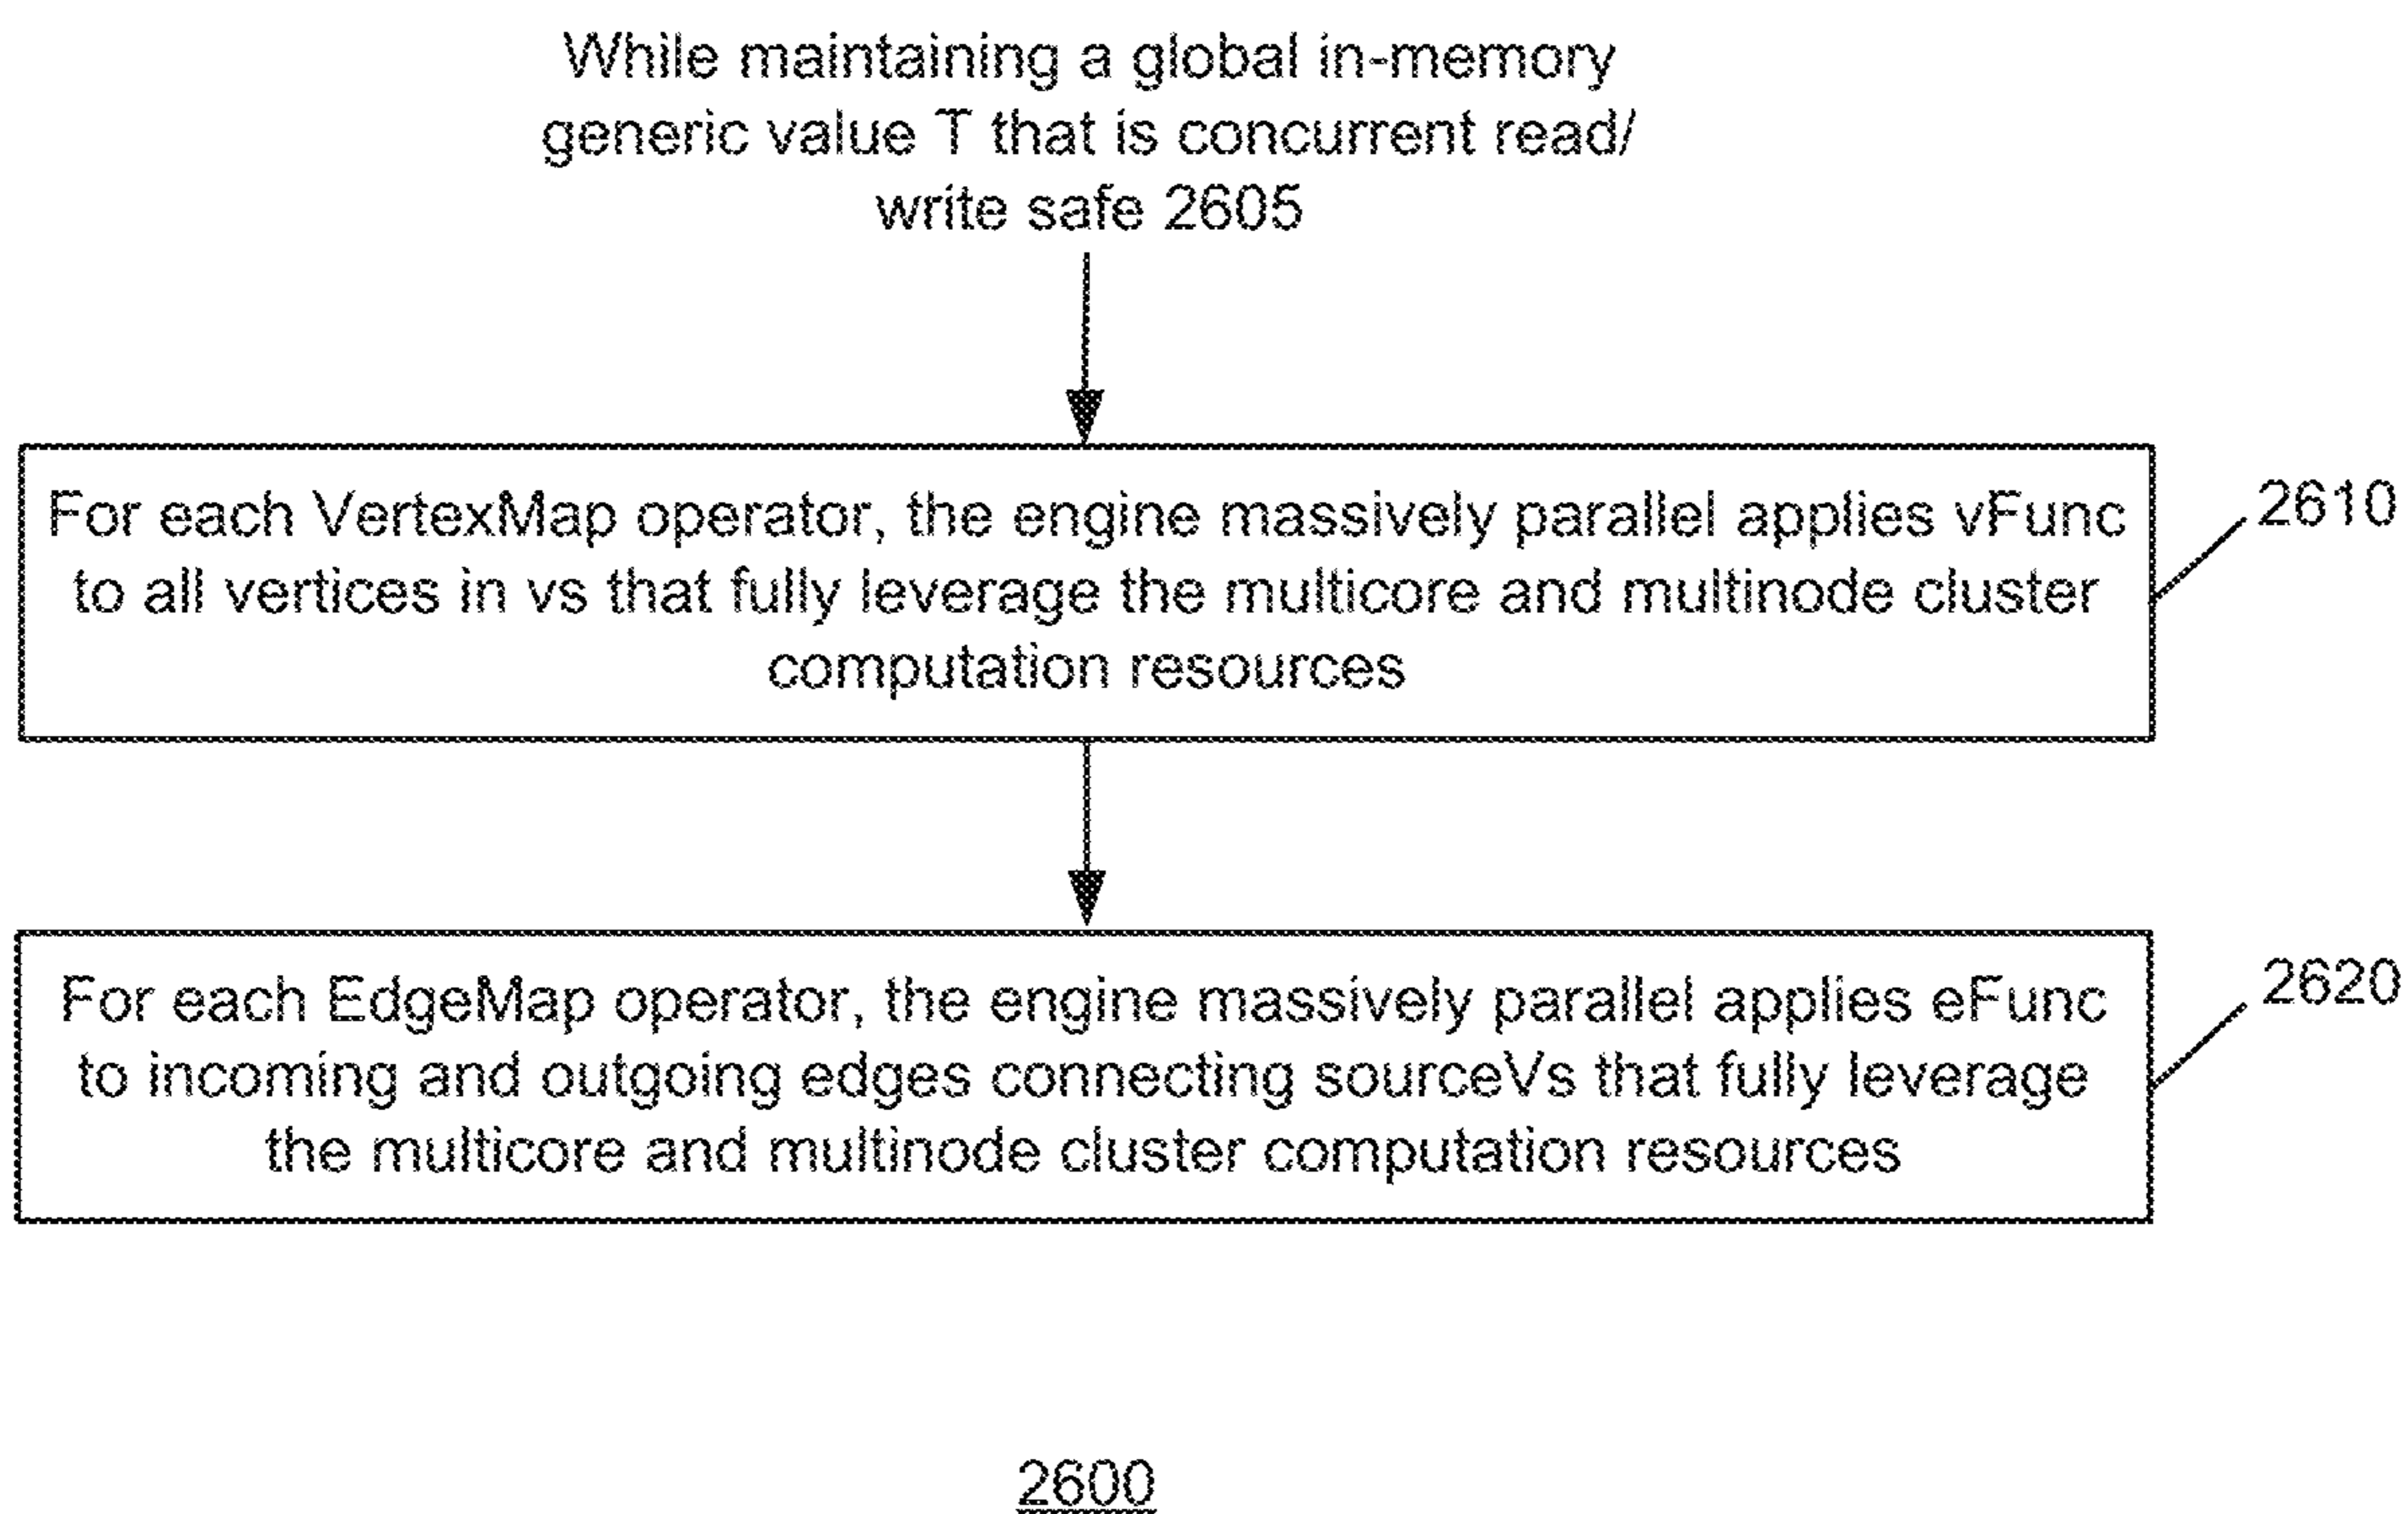 While maintaining a global in-memory
generic value T that is concurrent read/
write safe 2605
For each VertexMap operator, the engine massively parallel applies vFunc
to all vertices in vs that fully leverage the multicore and multinode cluster
computation resources
2610
For each EdgeMap operator, the engine massively parallel applies eFunc
to incoming and outgoing edges connecting sourceVs that fully leverage
the multicore and multinode cluster computation resources
2620
2600